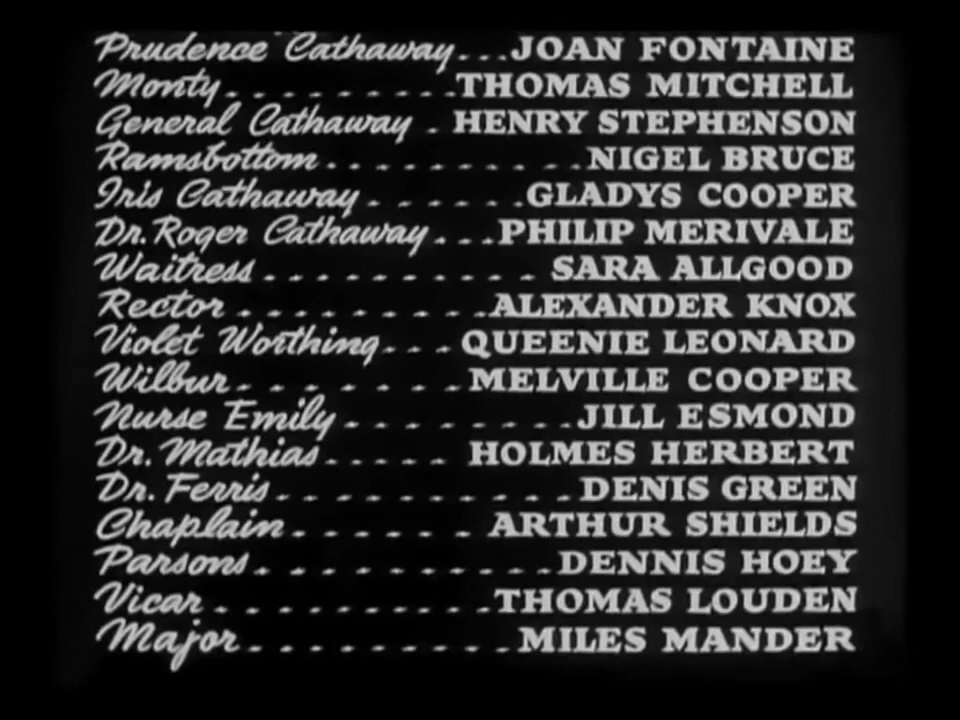 Prudence Cathaway...JOAN FONTAINE
Monty.........THOMAS MITCHELL
General Cathaway . HENRY STEPHENSON
Ramsbottom..........NIGEL BRUCE
Iris Cathaway......GLADYS COOPER
Dr. Roger Cathaway...PHILIP MERIVALE
Waitress.......... SARA ALLGOOD
Rector.........ALEXANDER KNOX
Violet Worthing... QUEENIE LEONARD
Wilbur.......MELVILLE COOPER
Nurse Emily........JILL ESMOND
Dr. Mathias..... HOLMES HERBERT
Dr. Ferris...........DENIS GREEN
Chaplain....... ARTHUR SHIELDS
Parsons...........DENNIS HOEY
Vicar..........THOMAS LOUDEN
Major..........MILES MANDER